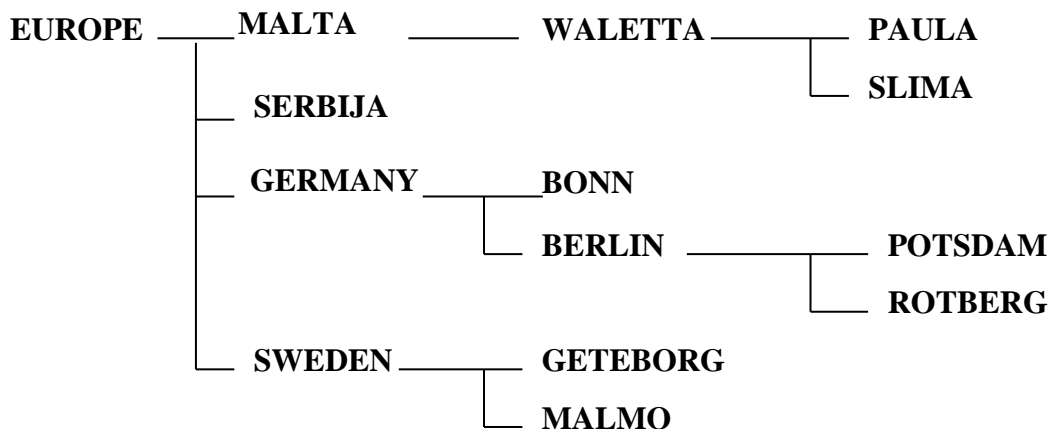 EUROPE MALTA WALETTA PAULA
SLIMA
SERBIJA
GERMANY BONN
BERLIN POTSDAM
ROTBERG
SWEDEN GETEBORG
MALMO